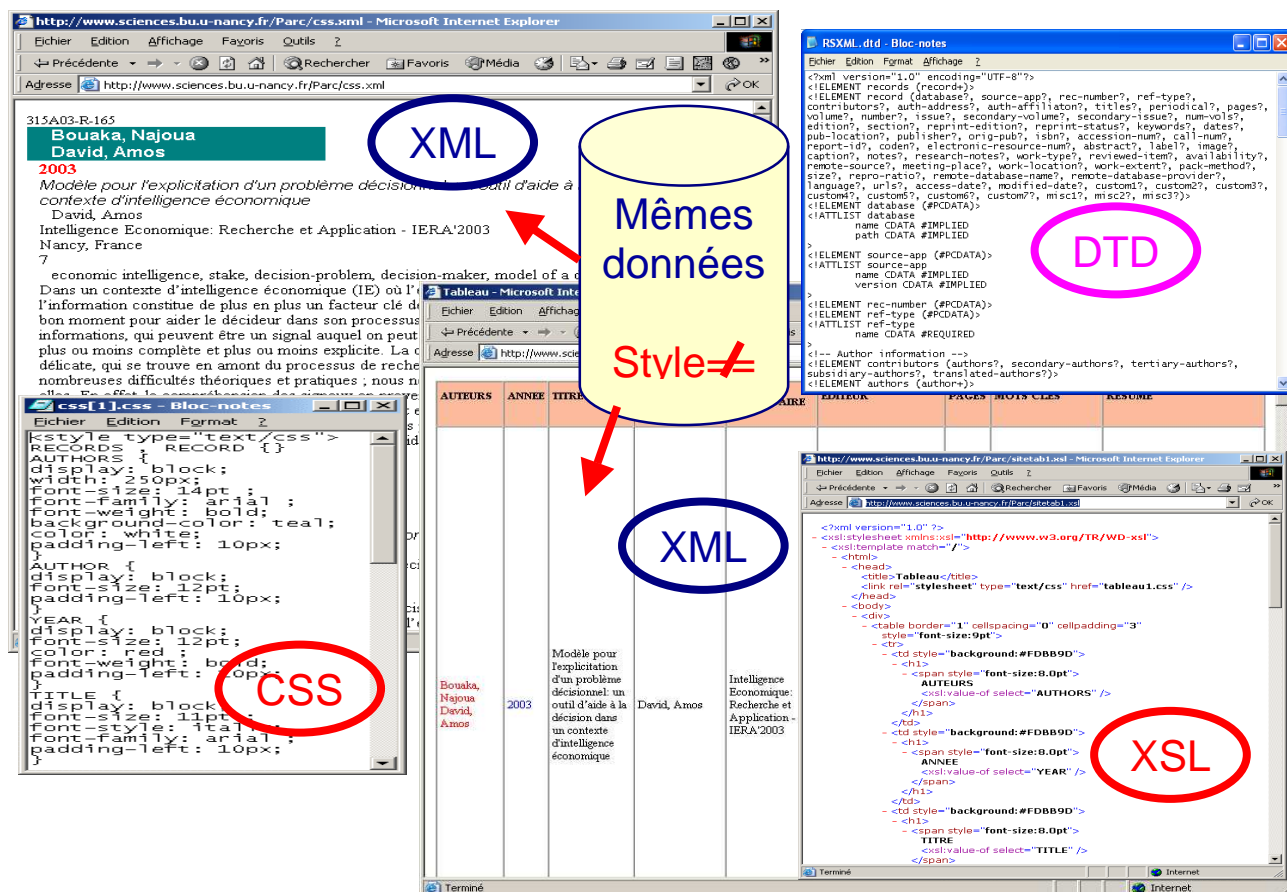 http://www.sciences.bu.u-nancy.fr/Parc/css.xml - Microsoft Internet Explorer
Fichier Edition Affichage Favoris Outils ?
Précédente Rechercher Favoris Média
Adresse http://www.sciences.bu.u-nancy.fr/Parc/css.xml OK
315A03-R-165
Bouaka, Najoua
David, Amos
2003
Modèle pour l'explicitation d'un problème décisionnel: un outil d'aide à la
contexte d'intelligence économique
David, Amos
Intelligence Economique: Recherche et Application - IERA'2003
Nancy, France
7
economic intelligence, stake, decision-problem, decision-maker, model of a
Dans un contexte d'intelligence économique (IE) où l'
l'information constitue de plus en plus un facteur clé d
bon moment pour aider le décideur dans son processus
informations, qui peuvent être un signal auquel on peut
plus ou moins complète et plus ou moins explicite. La
délicate, qui se trouve en amont du processus de reche
nombreuses difficultés théoriques et pratiques ; nous n
XML
Mêmes
données
Style≠
RSXML.dtd - Bloc-notes
Fichier Edition Format Affichage ?
<?xml version="1.0" encoding="UTF-8"?>
<!ELEMENT records (record+)>
<!ELEMENT record (database?, source-app?, rec-number?, ref-type?,
contributors?, auth-address?, auth-affiliaton?, titles?, periodical?, pages?,
volume?, number?, issue?, secondary-volume?, secondary-issue?, num-vols?,
edition?, section?, reprint-edition?, reprint-status?, keywords?, dates?,
pub-location?, publisher?, orig-pub?, isbn?, accession-num?, call-num?,
report-id?, coden?, electronic-resource-num?, abstract?, label?, image?,
caption?, notes?, research-notes?, work-type?, reviewed-item?, availability?,
remote-source?, meeting-place?, work-location?, work-extent?, pack-method?,
size?, repro-ratio?, remote-database-name?, remote-database-provider?,
language?, urls?, access-date?, modified-date?, custom1?, custom2?, custom3?,
custom4?, custom5?, custom6?, custom7?, misc1?, misc2?, misc3?)>
<!ELEMENT database (#PCDATA)>
<!ATTLIST database
name CDATA #IMPLIED
path CDATA #IMPLIED
>
<!ELEMENT source-app (#PCDATA)>
<!ATTLIST source-app
name CDATA #IMPLIED
version CDATA #IMPLIED
>
<!ELEMENT rec-number (#PCDATA)>
<!ELEMENT ref-type (#PCDATA)>
<!ATTLIST ref-type
name CDATA #REQUIRED
>
<!-- Author information -->
<!ELEMENT contributors (authors?, secondary-authors?, tertiary-authors?,
subsidiary-authors?, translated-authors?)>
<!ELEMENT authors (author+)>
DTD
css[1].css - Bloc-notes
Fichier Edition Format ?
<style type="text/css">
RECORDS , RECORD {}
AUTHORS {
display: block;
width: 250px;
font-size: 14pt ;
font-family: arial ;
font-weight: bold;
background-color: teal;
color: white;
padding-left: 10px;
}
AUTHOR {
display: block;
font-size: 12pt;
padding-left: 10px;
}
YEAR {
display: block;
font-size: 12pt;
color: red ;
font-weight: bold;
padding-left: 20px;
}
TITLE {
display: block;
font-size: 11pt;
font-style: italic ;
font-family: arial ;
padding-left: 10px;
}
CSS
Tableau - Microsoft Inte
Fichier Edition Affichag
Précédente
Adresse http://www.scie
AUTEURS ANNEE TITRE AIRE EDITEUR PAGES MOTS CLES RESUME
Bouaka,
Najoua
David,
Amos
2003
Modèle pour
l'explicitation
d'un problème
décisionnel: un
outil d'aide à la
décision dans
un contexte
d'intelligence
économique
David, Amos
Intelligence
Economique:
Recherche et
Application -
IERA'2003
XML
Terminé Internet
http://www.sciences.bu.u-nancy.fr/Parc/sitetab1.xsl - Microsoft Internet Explorer
Fichier Edition Affichage Favoris Outils ?
Précédente Rechercher Favoris Média
Adresse http://www.sciences.bu.u-nancy.fr/Parc/sitetab1.xsl OK
<?xml version="1.0" ?>
- <xsl:stylesheet xmlns:xsl="http://www.w3.org/TR/WD-xsl">
- <xsl:template match="/">
- <html>
- <head>
<title>Tableau</title>
<link rel="stylesheet" type="text/css" href="tableau1.css" />
</head>
- <body>
- <div>
- <table border="1" cellspacing="0" cellpadding="3"
style="font-size:9pt">
- <tr>
- <td style="background:#FDBB9D">
- <h1>
- <span style="font-size:8.0pt">
AUTEURS
<xsl:value-of select="AUTHORS" />
</span>
</h1>
</td>
- <td style="background:#FDBB9D">
- <h1>
- <span style="font-size:8.0pt">
ANNEE
<xsl:value-of select="YEAR" />
</span>
</h1>
</td>
- <td style="background:#FDBB9D">
- <h1>
- <span style="font-size:8.0pt">
TITRE
<xsl:value-of select="TITLE" />
</span>
XSL
Terminé Internet